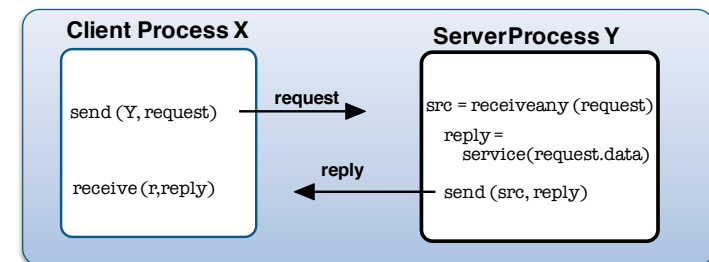 Client Process X
send (Y, request)
receive (r,reply)
request
reply
ServerProcess Y
src = receiveany (request)
reply =
service(request.data)
send (src, reply)